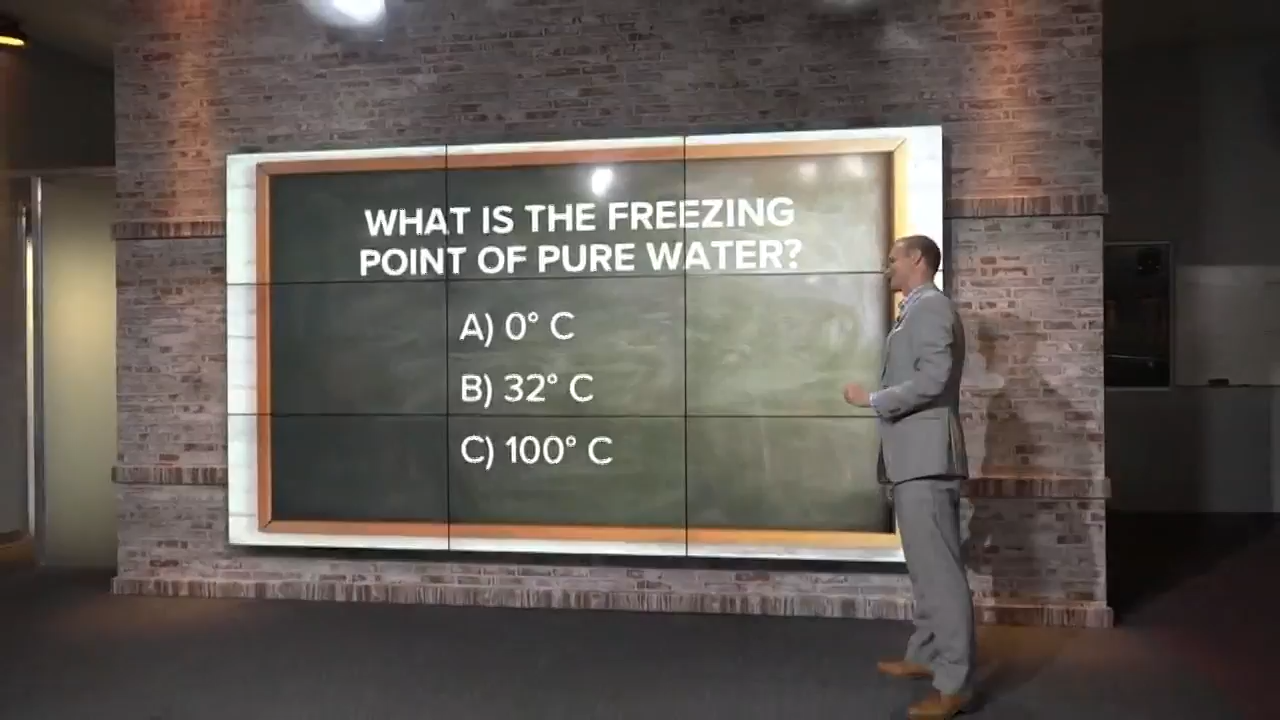 WHAT IS THE FREEZING
POINT OF PURE WATER?
A) 0° C
B) 32° C
C) 100° C